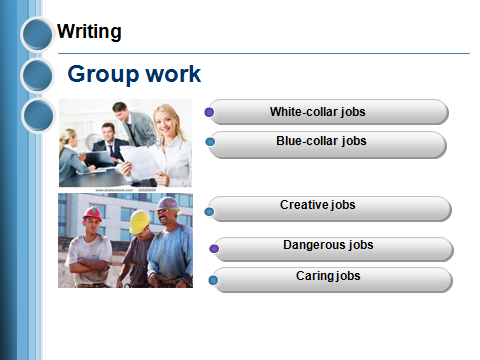 Writing
Group work
White-collar jobs
Blue-collar jobs
Creative jobs
Dangerous jobs
Caring jobs